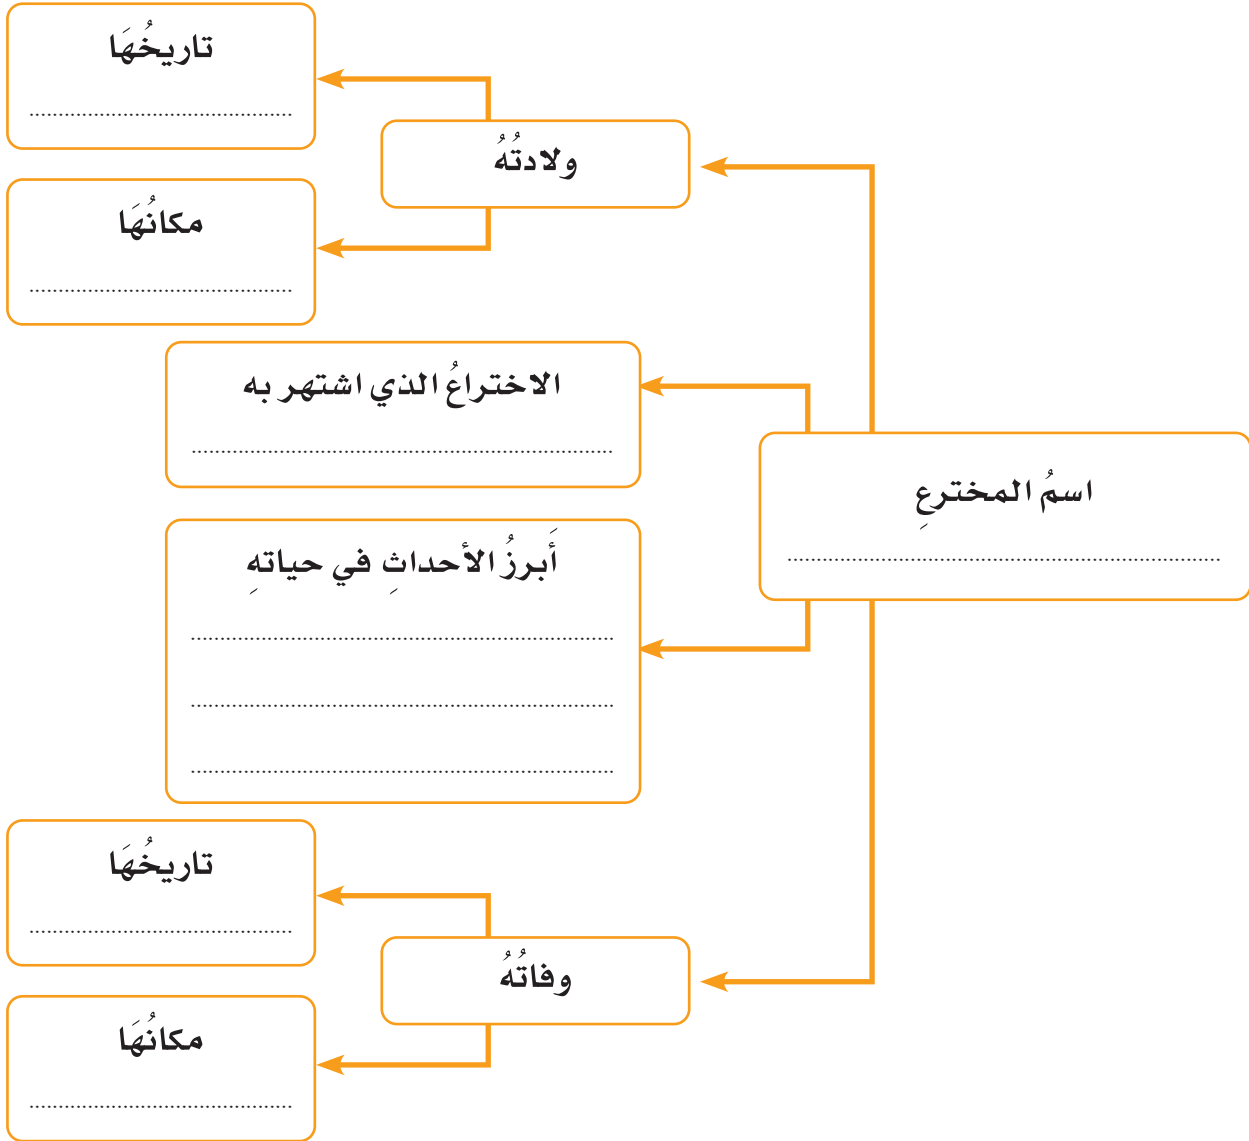 اسمُ المخترعِ
ولادتُهُ
تاريخُهَا
مكانُهَا
الاختراعُ الذي اشتهر به
أَبرزُ الأحداثِ في حياتهِ
وفاتُهُ
تاريخُهَا
مكانُهَا